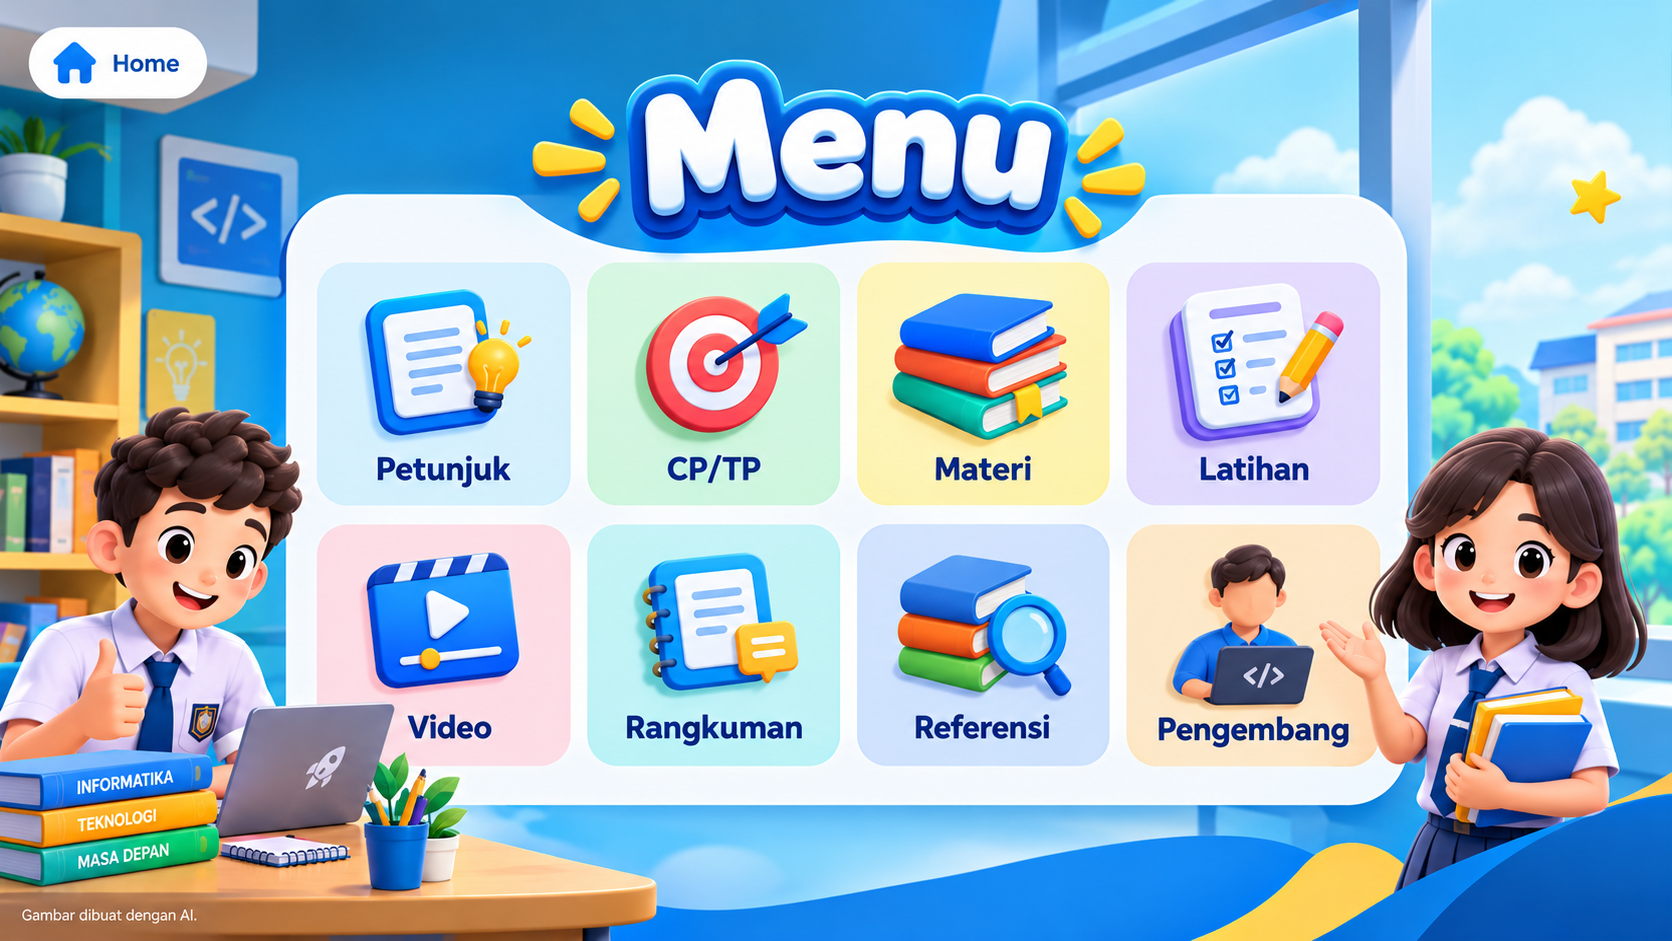 Home
Menu
</>
Petunjuk
CP/TP
Materi
Latihan
Video
Rangkuman
Referensi
</>
Pengembang
INFORMATIKA
TEKNOLOGI
MASA DEPAN
Gambar dibuat dengan AI.